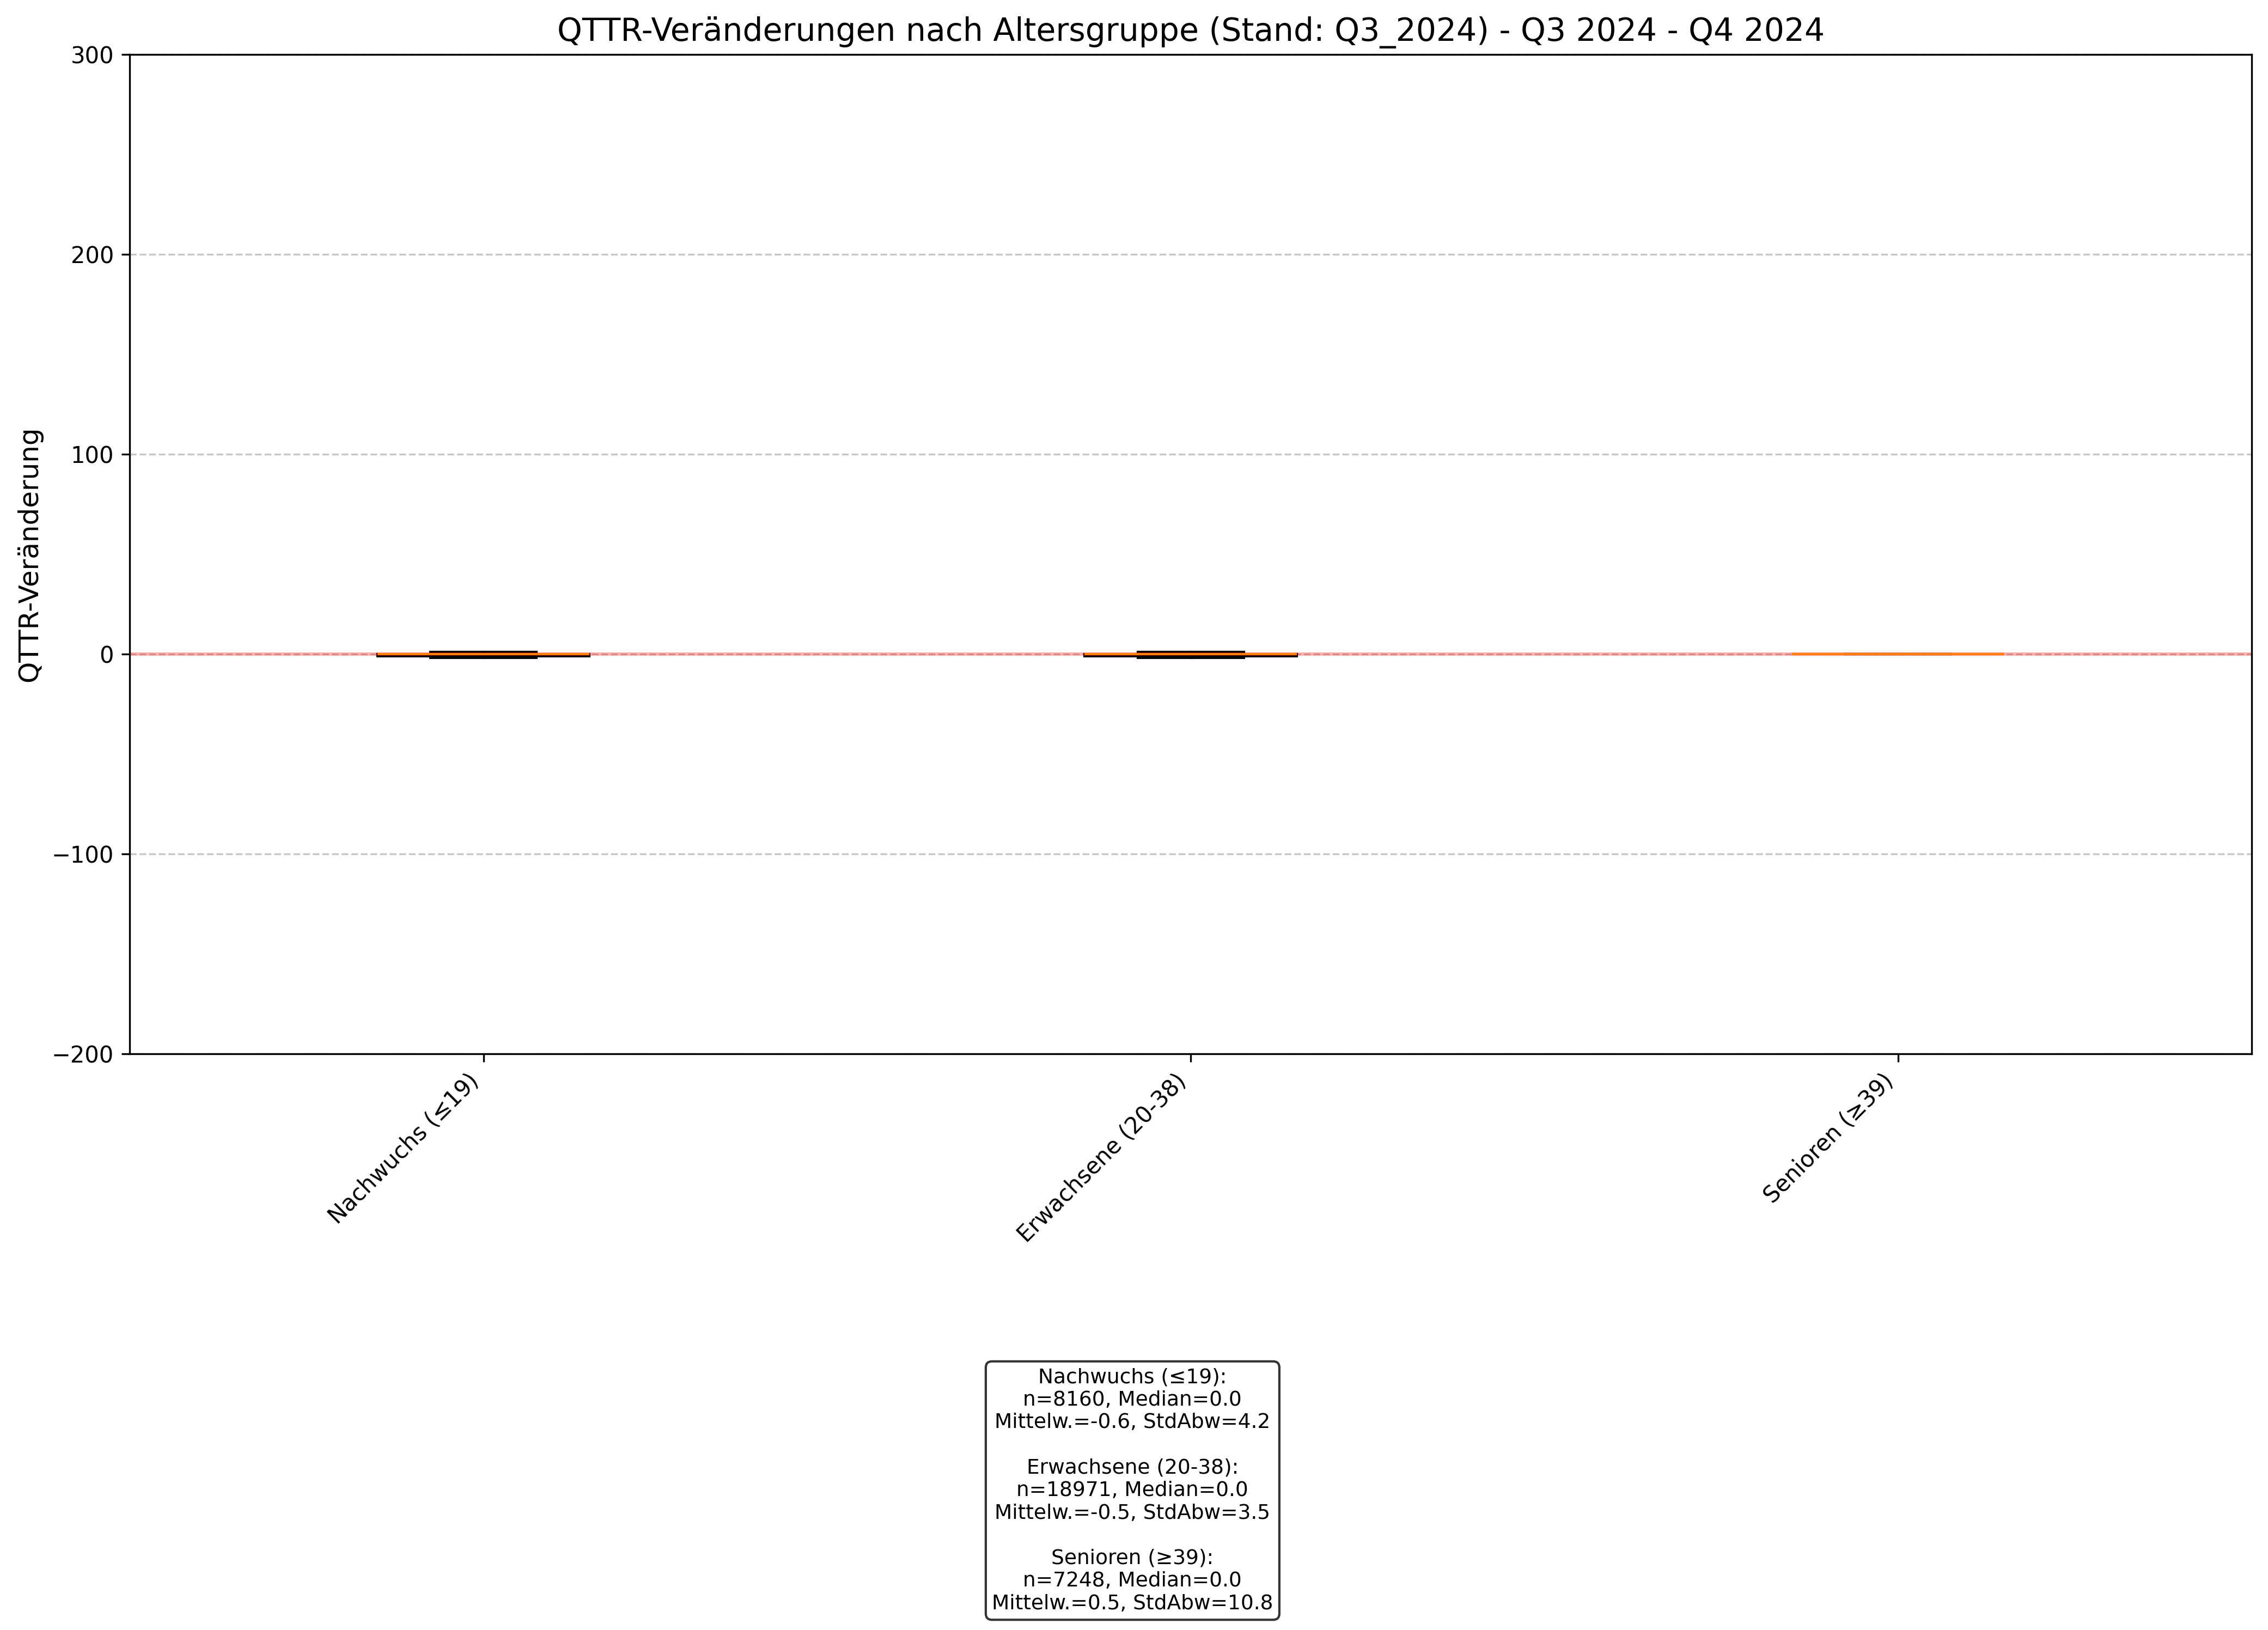 QTTR-Veränderungen nach Altersgruppe (Stand: Q3_2024) - Q3 2024 - Q4 2024
QTTR-Veränderung
300
200
100
0
−100
−200
Nachwuchs (≤19)
Erwachsene (20-38)
Senioren (≥39)
Nachwuchs (≤19):
n=8160, Median=0.0
Mittelw.=-0.6, StdAbw=4.2
Erwachsene (20-38):
n=18971, Median=0.0
Mittelw.=-0.5, StdAbw=3.5
Senioren (≥39):
n=7248, Median=0.0
Mittelw.=0.5, StdAbw=10.8